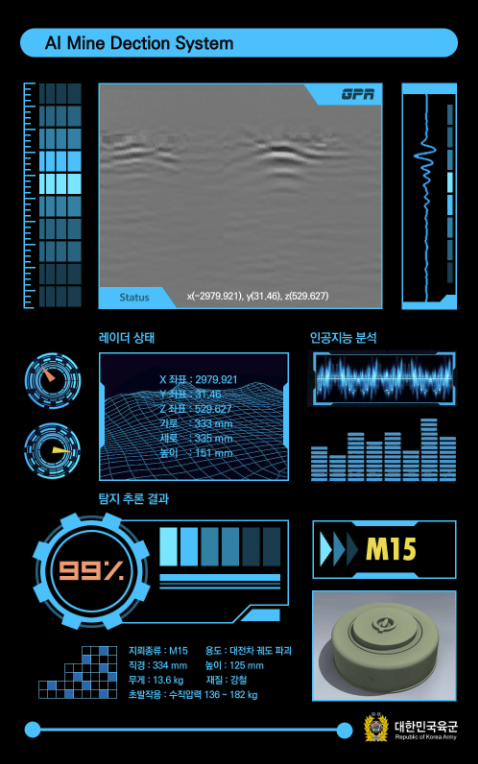 AI Mine Dection System
GPR
Status
x(-2979.921), y(31.46), z(529.627)
레이더 상태
인공지능 분석
X 좌표 : 2979.921
Y 좌표 : 31.46
Z 좌표 : 529.627
가로 : 333 mm
세로 : 335 mm
높이 : 151 mm
탐지 추론 결과
99%
M15
지뢰종류 : M15 용도 : 대전차 궤도 파괴
직경 : 334 mm 높이 : 125 mm
무게 : 13.6 kg 재질 : 강철
초발작용 : 수직압력 136 ~ 182 kg
대한민국육군
Republic of Korea Army